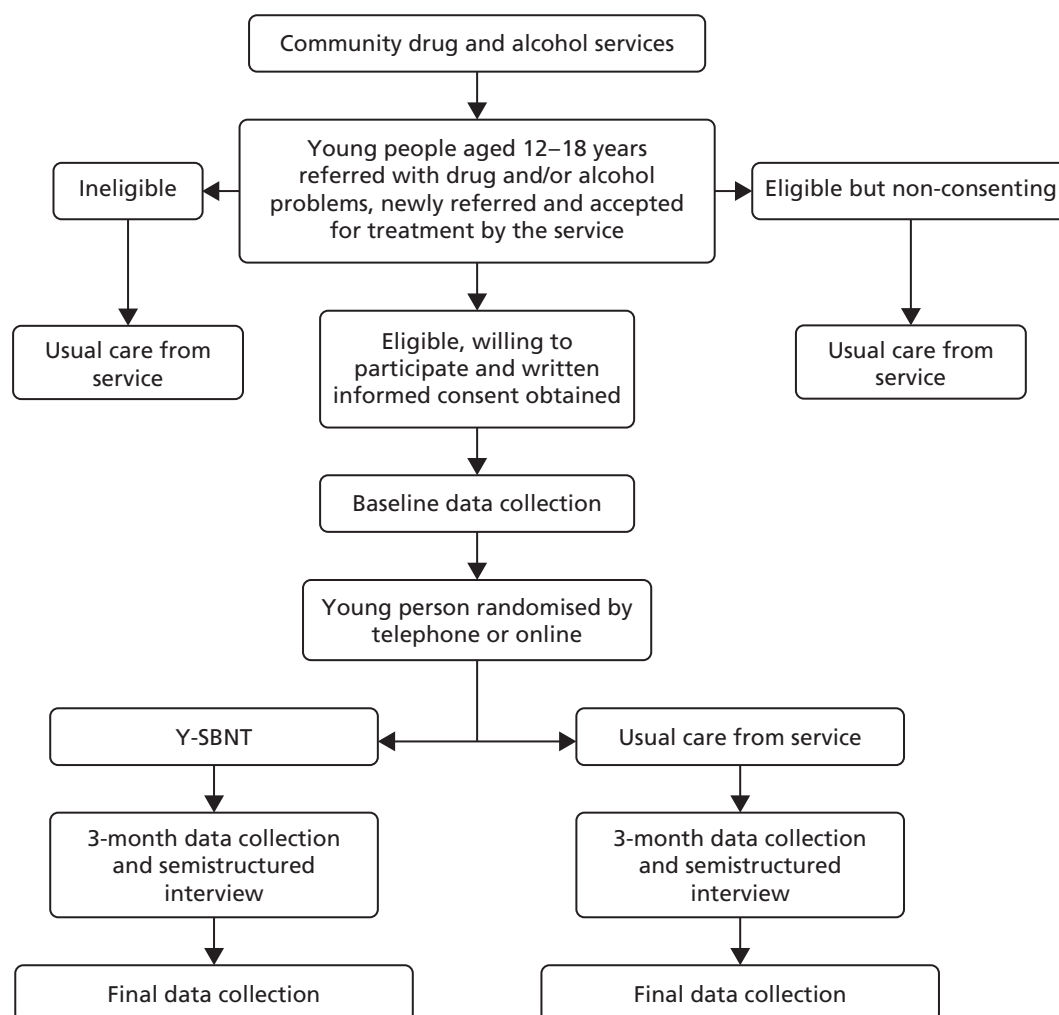 Community drug and alcohol services
Young people aged 12–18 years
referred with drug and/or alcohol
problems, newly referred and accepted
for treatment by the service
Ineligible
Eligible but non-consenting
Usual care from
service
Eligible, willing to
participate and written
informed consent obtained
Usual care from
service
Baseline data collection
Young person randomised by
telephone or online
Y-SBNT
Usual care from service
3-month data collection
and semistructured
interview
3-month data collection
and semistructured
interview
Final data collection
Final data collection